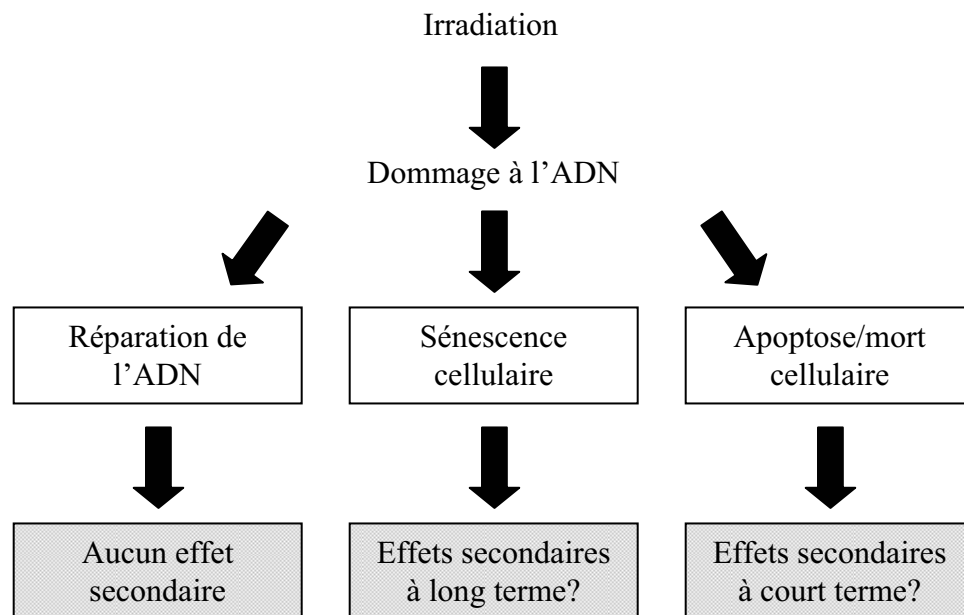 Irradiation
Dommage à l’ADN
Réparation de
l’ADN
Sénescence
cellulaire
Apoptose/mort
cellulaire
Aucun effet
secondaire
Effets secondaires
à long terme?
Effets secondaires
à court terme?